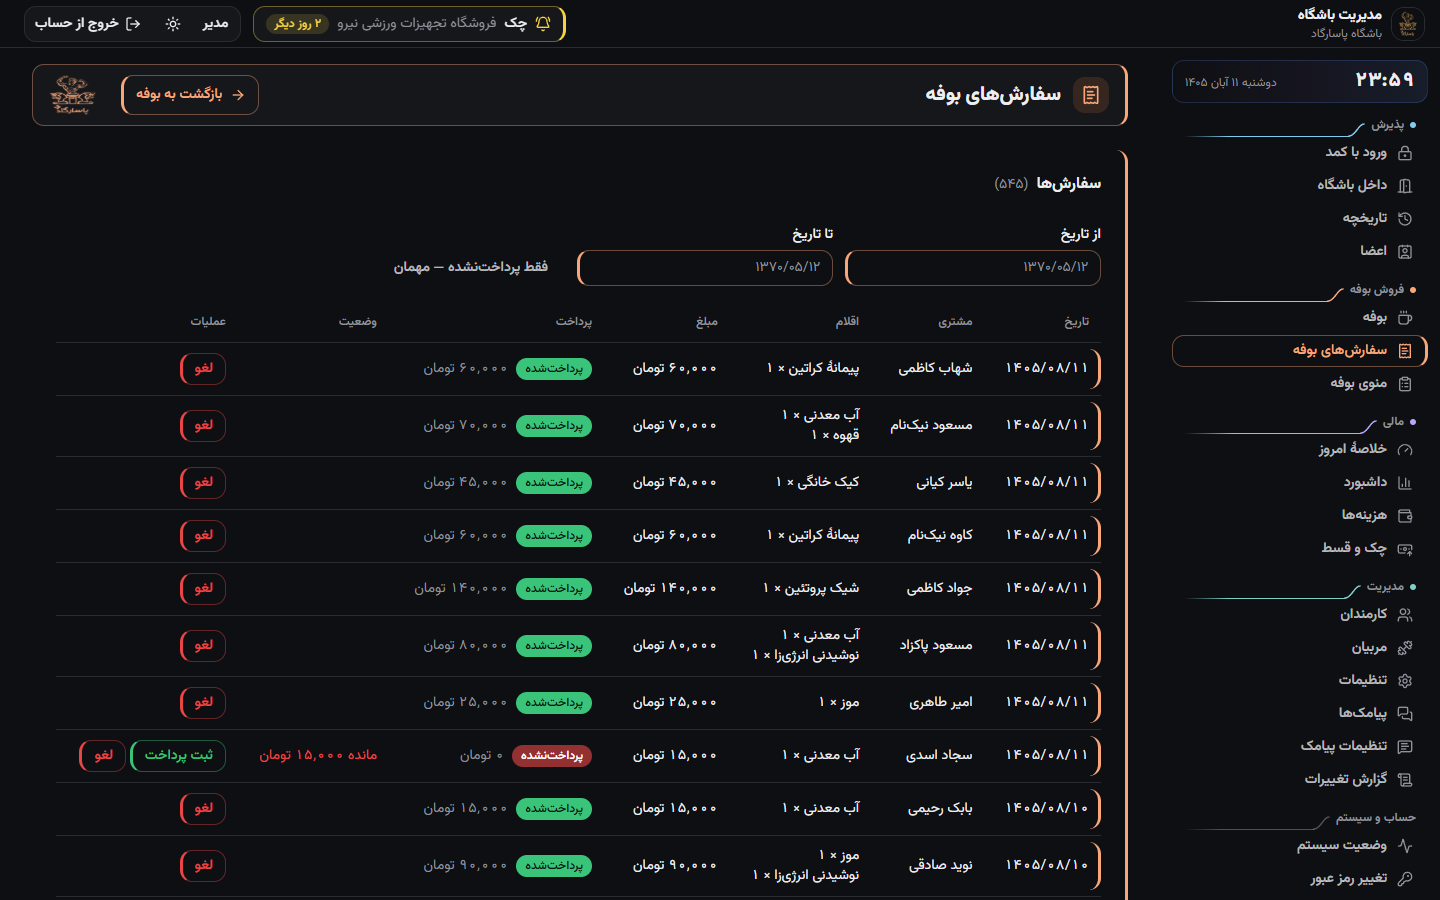 مدیریت باشگاه
باشگاه پاسارگاد
چک فروشگاه تجهیزات ورزشی نیرو ۲ روز دیگر
مدیر
خروج از حساب
۲۳:۵۹
دوشنبه ۱۱ آبان ۱۴۰۵
پذیرش
ورود با کمد
داخل باشگاه
تاریخچه
اعضا
فروش بوفه
بوفه
سفارش‌های بوفه
منوی بوفه
مالی
خلاصهٔ امروز
داشبورد
هزینه‌ها
چک و قسط
مدیریت
کارمندان
مربیان
تنظیمات
پیامک‌ها
تنظیمات پیامک
گزارش تغییرات
حساب و سیستم
وضعیت سیستم
تغییر رمز عبور
سفارش‌های بوفه
بازگشت به بوفه
پاسارگاد
سفارش‌ها (۵۴۵)
از تاریخ تا تاریخ
۱۳۷۰/۰۵/۱۲ ۱۳۷۰/۰۵/۱۲ فقط پرداخت‌نشده — مهمان
تاریخ مشتری اقلام مبلغ پرداخت وضعیت عملیات
۱۴۰۵/۰۸/۱۱ شهاب کاظمی پیمانهٔ کراتین × ۱ ۶۰,۰۰۰ تومان پرداخت‌شده ۶۰,۰۰۰ تومان لغو
۱۴۰۵/۰۸/۱۱ مسعود نیک‌نام آب معدنی × ۱
قهوه × ۱ ۷۰,۰۰۰ تومان پرداخت‌شده ۷۰,۰۰۰ تومان لغو
۱۴۰۵/۰۸/۱۱ یاسر کیانی کیک خانگی × ۱ ۴۵,۰۰۰ تومان پرداخت‌شده ۴۵,۰۰۰ تومان لغو
۱۴۰۵/۰۸/۱۱ کاوه نیک‌نام پیمانهٔ کراتین × ۱ ۶۰,۰۰۰ تومان پرداخت‌شده ۶۰,۰۰۰ تومان لغو
۱۴۰۵/۰۸/۱۱ جواد کاظمی شیک پروتئین × ۱ ۱۴۰,۰۰۰ تومان پرداخت‌شده ۱۴۰,۰۰۰ تومان لغو
۱۴۰۵/۰۸/۱۱ مسعود پاکزاد آب معدنی × ۱
نوشیدنی انرژی‌زا × ۱ ۸۰,۰۰۰ تومان پرداخت‌شده ۸۰,۰۰۰ تومان لغو
۱۴۰۵/۰۸/۱۱ امیر طاهری موز × ۱ ۲۵,۰۰۰ تومان پرداخت‌شده ۲۵,۰۰۰ تومان لغو
۱۴۰۵/۰۸/۱۱ سجاد اسدی آب معدنی × ۱ ۱۵,۰۰۰ تومان پرداخت‌نشده ۰ تومان مانده ۱۵,۰۰۰ تومان ثبت پرداخت لغو
۱۴۰۵/۰۸/۱۰ بابک رحیمی آب معدنی × ۱ ۱۵,۰۰۰ تومان پرداخت‌شده ۱۵,۰۰۰ تومان لغو
۱۴۰۵/۰۸/۱۰ نوید صادقی موز × ۱
نوشیدنی انرژی‌زا × ۱ ۹۰,۰۰۰ تومان پرداخت‌شده ۹۰,۰۰۰ تومان لغو